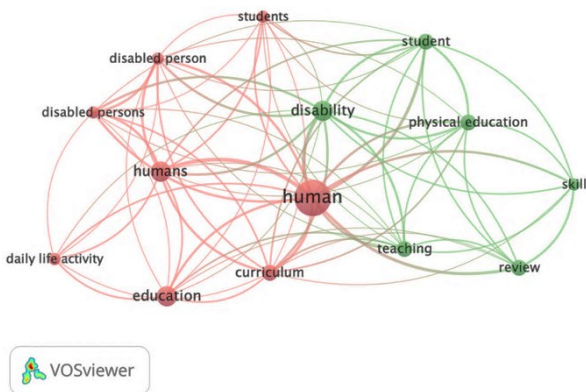 students
student
disabled person
disability
disabled persons
physical education
humans
skill
human
teaching
daily life activity
curriculum
review
education
VOSviewer